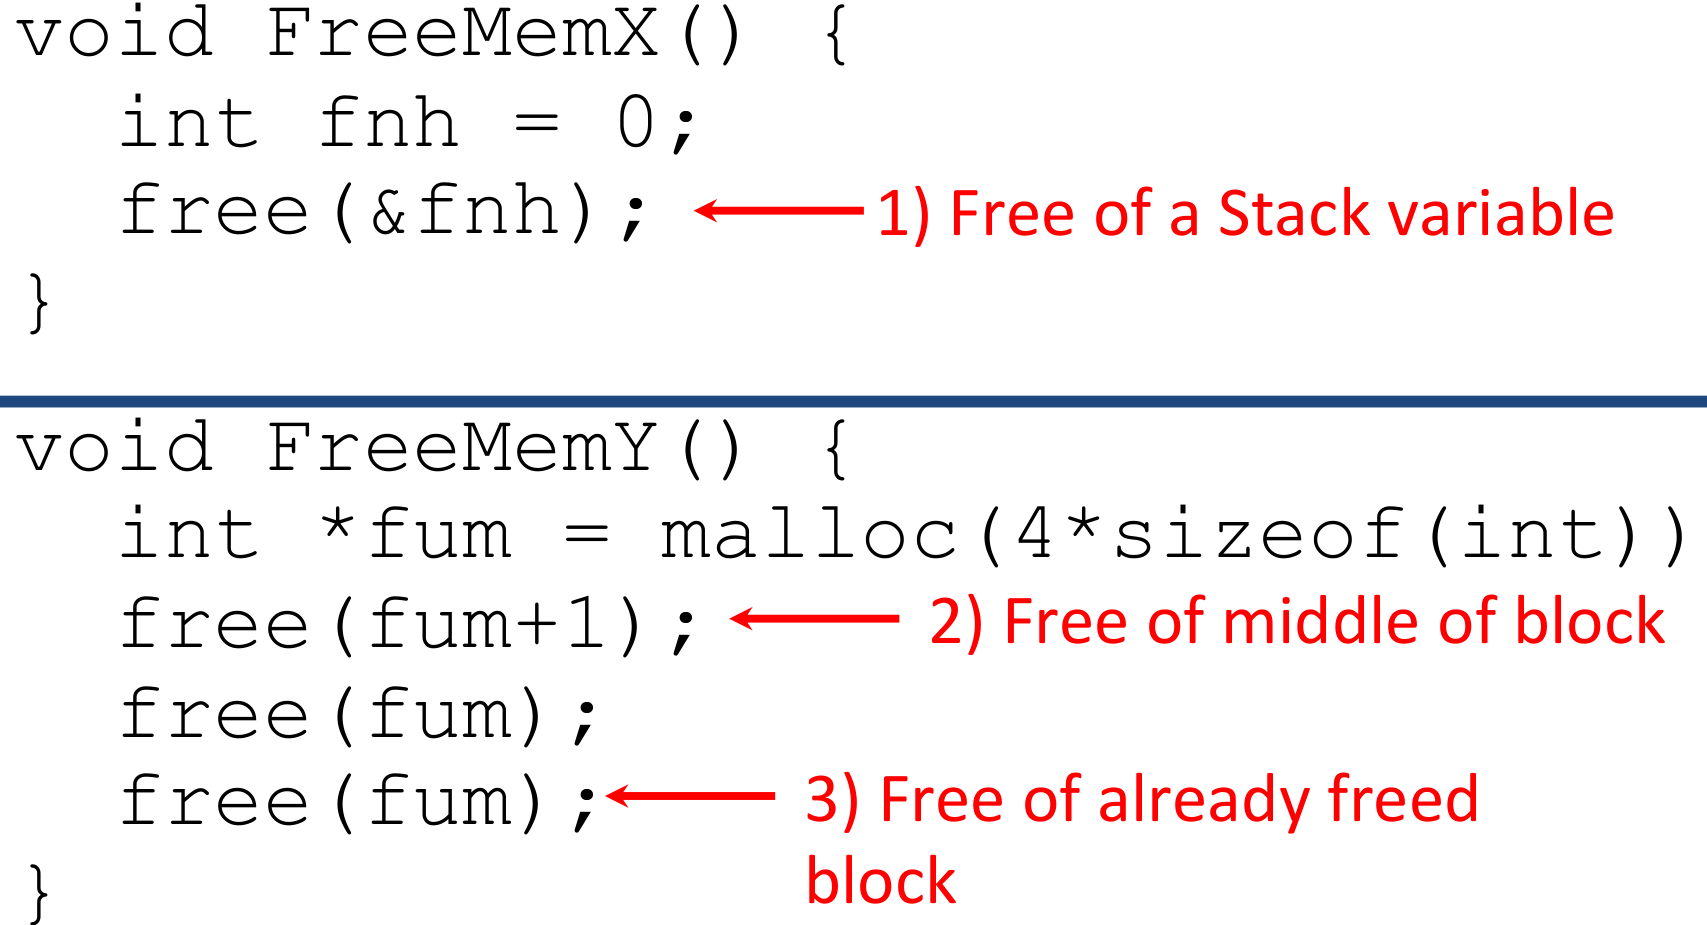 void FreeMemX() {
int fnh = 0;
free(&fnh); 1) Free of a Stack variable
}
void FreeMemY() {
int *fum = malloc(4*sizeof(int))
free(fum+1); 2) Free of middle of block
free(fum);
free(fum); 3) Free of already freed
block
}